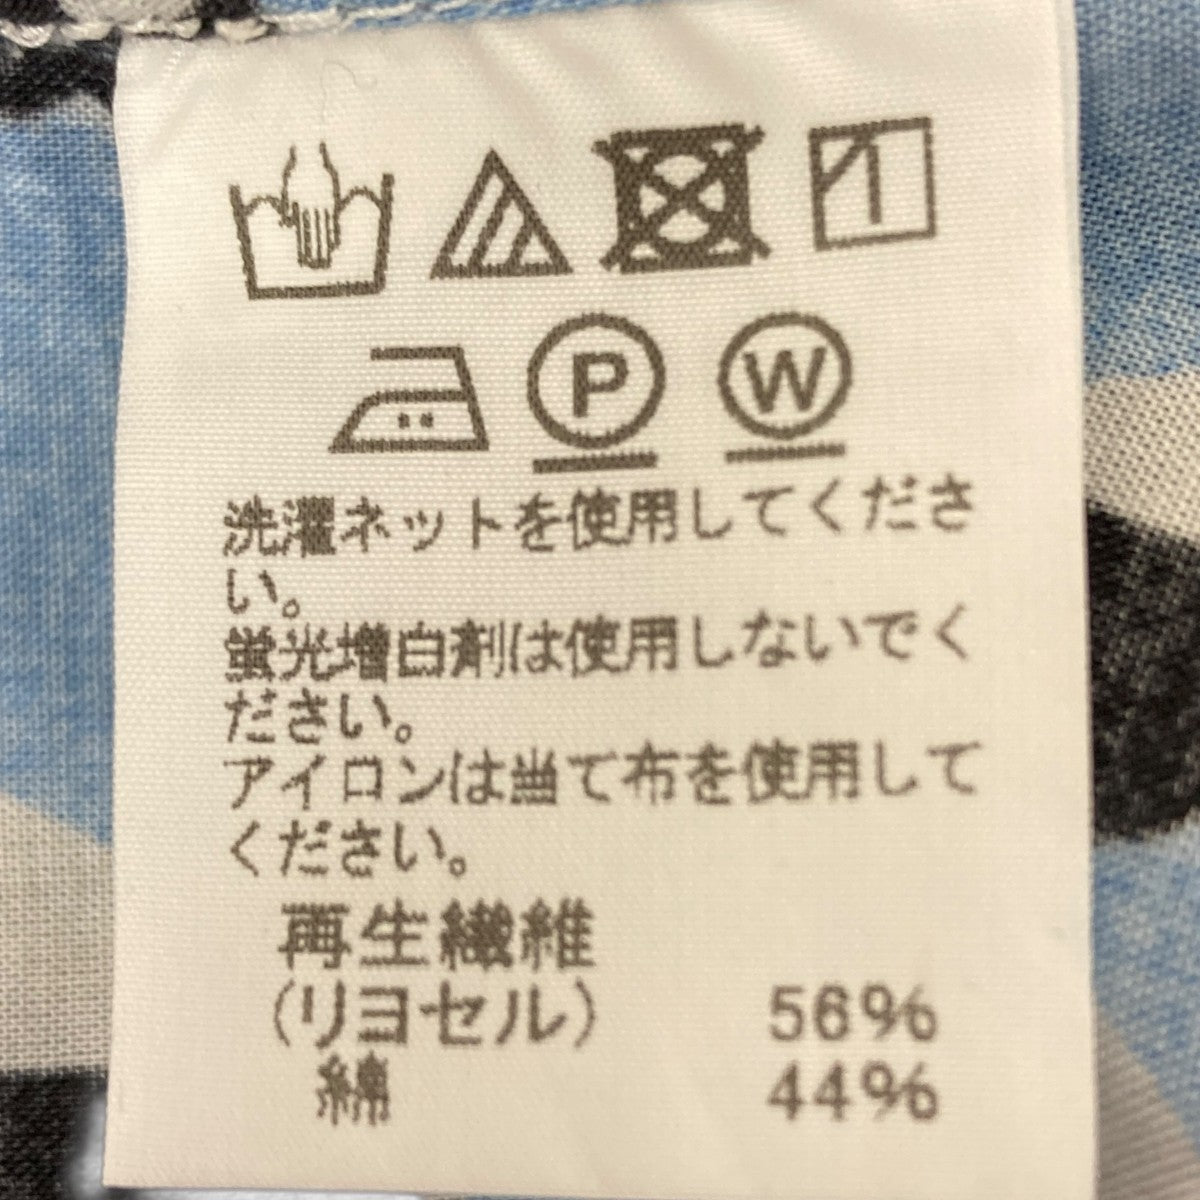 P W
洗濯ネットを使用してくださ
い。
蛍光増白剤は使用しないでく
ださい。
アイロンは当て布を使用して
ください。
再生繊維
(リヨセル) 56%
綿 44%